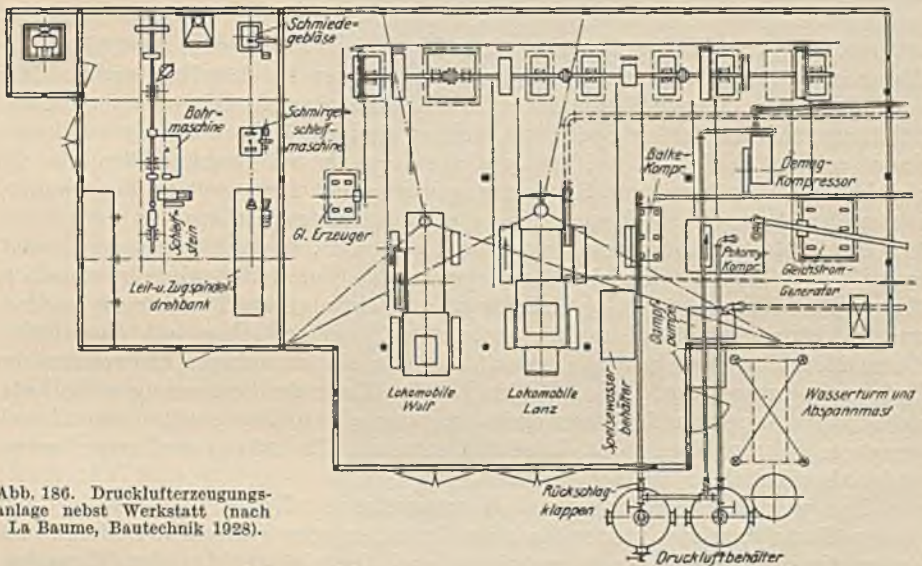 Schmiede-
gebläse
Bohr-
maschine
Schmirgel-
schleif-
maschine
Schleif-
stein
Gl. Erzeuger
Leit- u. Zugspindel-
drehbank
Balke-
Kompr.
Demag-
Kompressor
Pokorny-
Kompr.
Gleichstrom-
Generator
Dampf-
pumpe
Speisewasser
behälter
Lokomobile
Wolf
Lokomobile
Lanz
Wasserturm und
Abspannmast
Rückschlag-
klappen
Druckluftbehälter
Abb. 186. Drucklufterzeugungs-
anlage nebst Werkstatt (nach
La Baume, Bautechnik 1928).